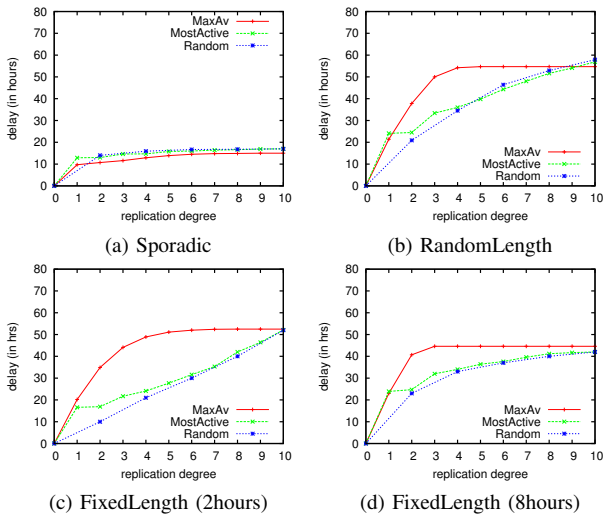 80
70
60
50
40
30
20
10
0
delay (in hours)
MaxAv
MostActive
Random
0 1 2 3 4 5 6 7 8 9 10
replication degree
(a) Sporadic
80
70
60
50
40
30
20
10
0
delay (in hours)
MaxAv
MostActive
Random
0 1 2 3 4 5 6 7 8 9 10
replication degree
(b) RandomLength
80
70
60
50
40
30
20
10
0
delay (in hrs)
MaxAv
MostActive
Random
0 1 2 3 4 5 6 7 8 9 10
replication degree
(c) FixedLength (2hours)
80
70
60
50
40
30
20
10
0
delay (in hrs)
MaxAv
MostActive
Random
0 1 2 3 4 5 6 7 8 9 10
replication degree
(d) FixedLength (8hours)